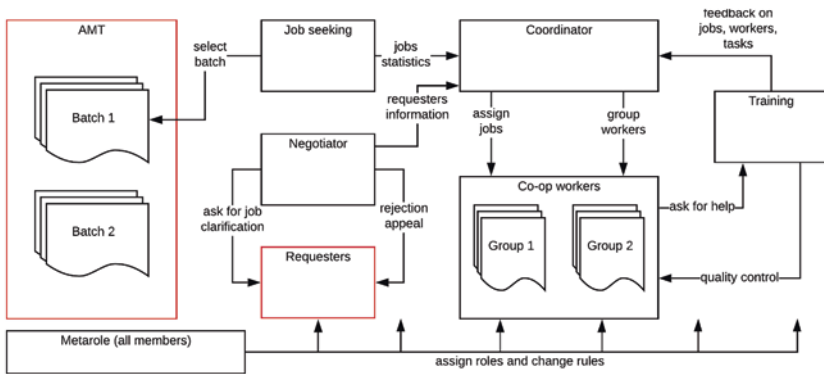 AMT
Batch 1
Batch 2
select
batch
Job seeking
jobs
statistics
Coordinator
feedback on
jobs, workers,
tasks
requesters
information
assign
jobs
group
workers
Training
Negotiator
ask for job
clarification
rejection
appeal
Co-op workers
Group 1
Group 2
ask for help
Requesters
quality control
Metarole (all members)
assign roles and change rules